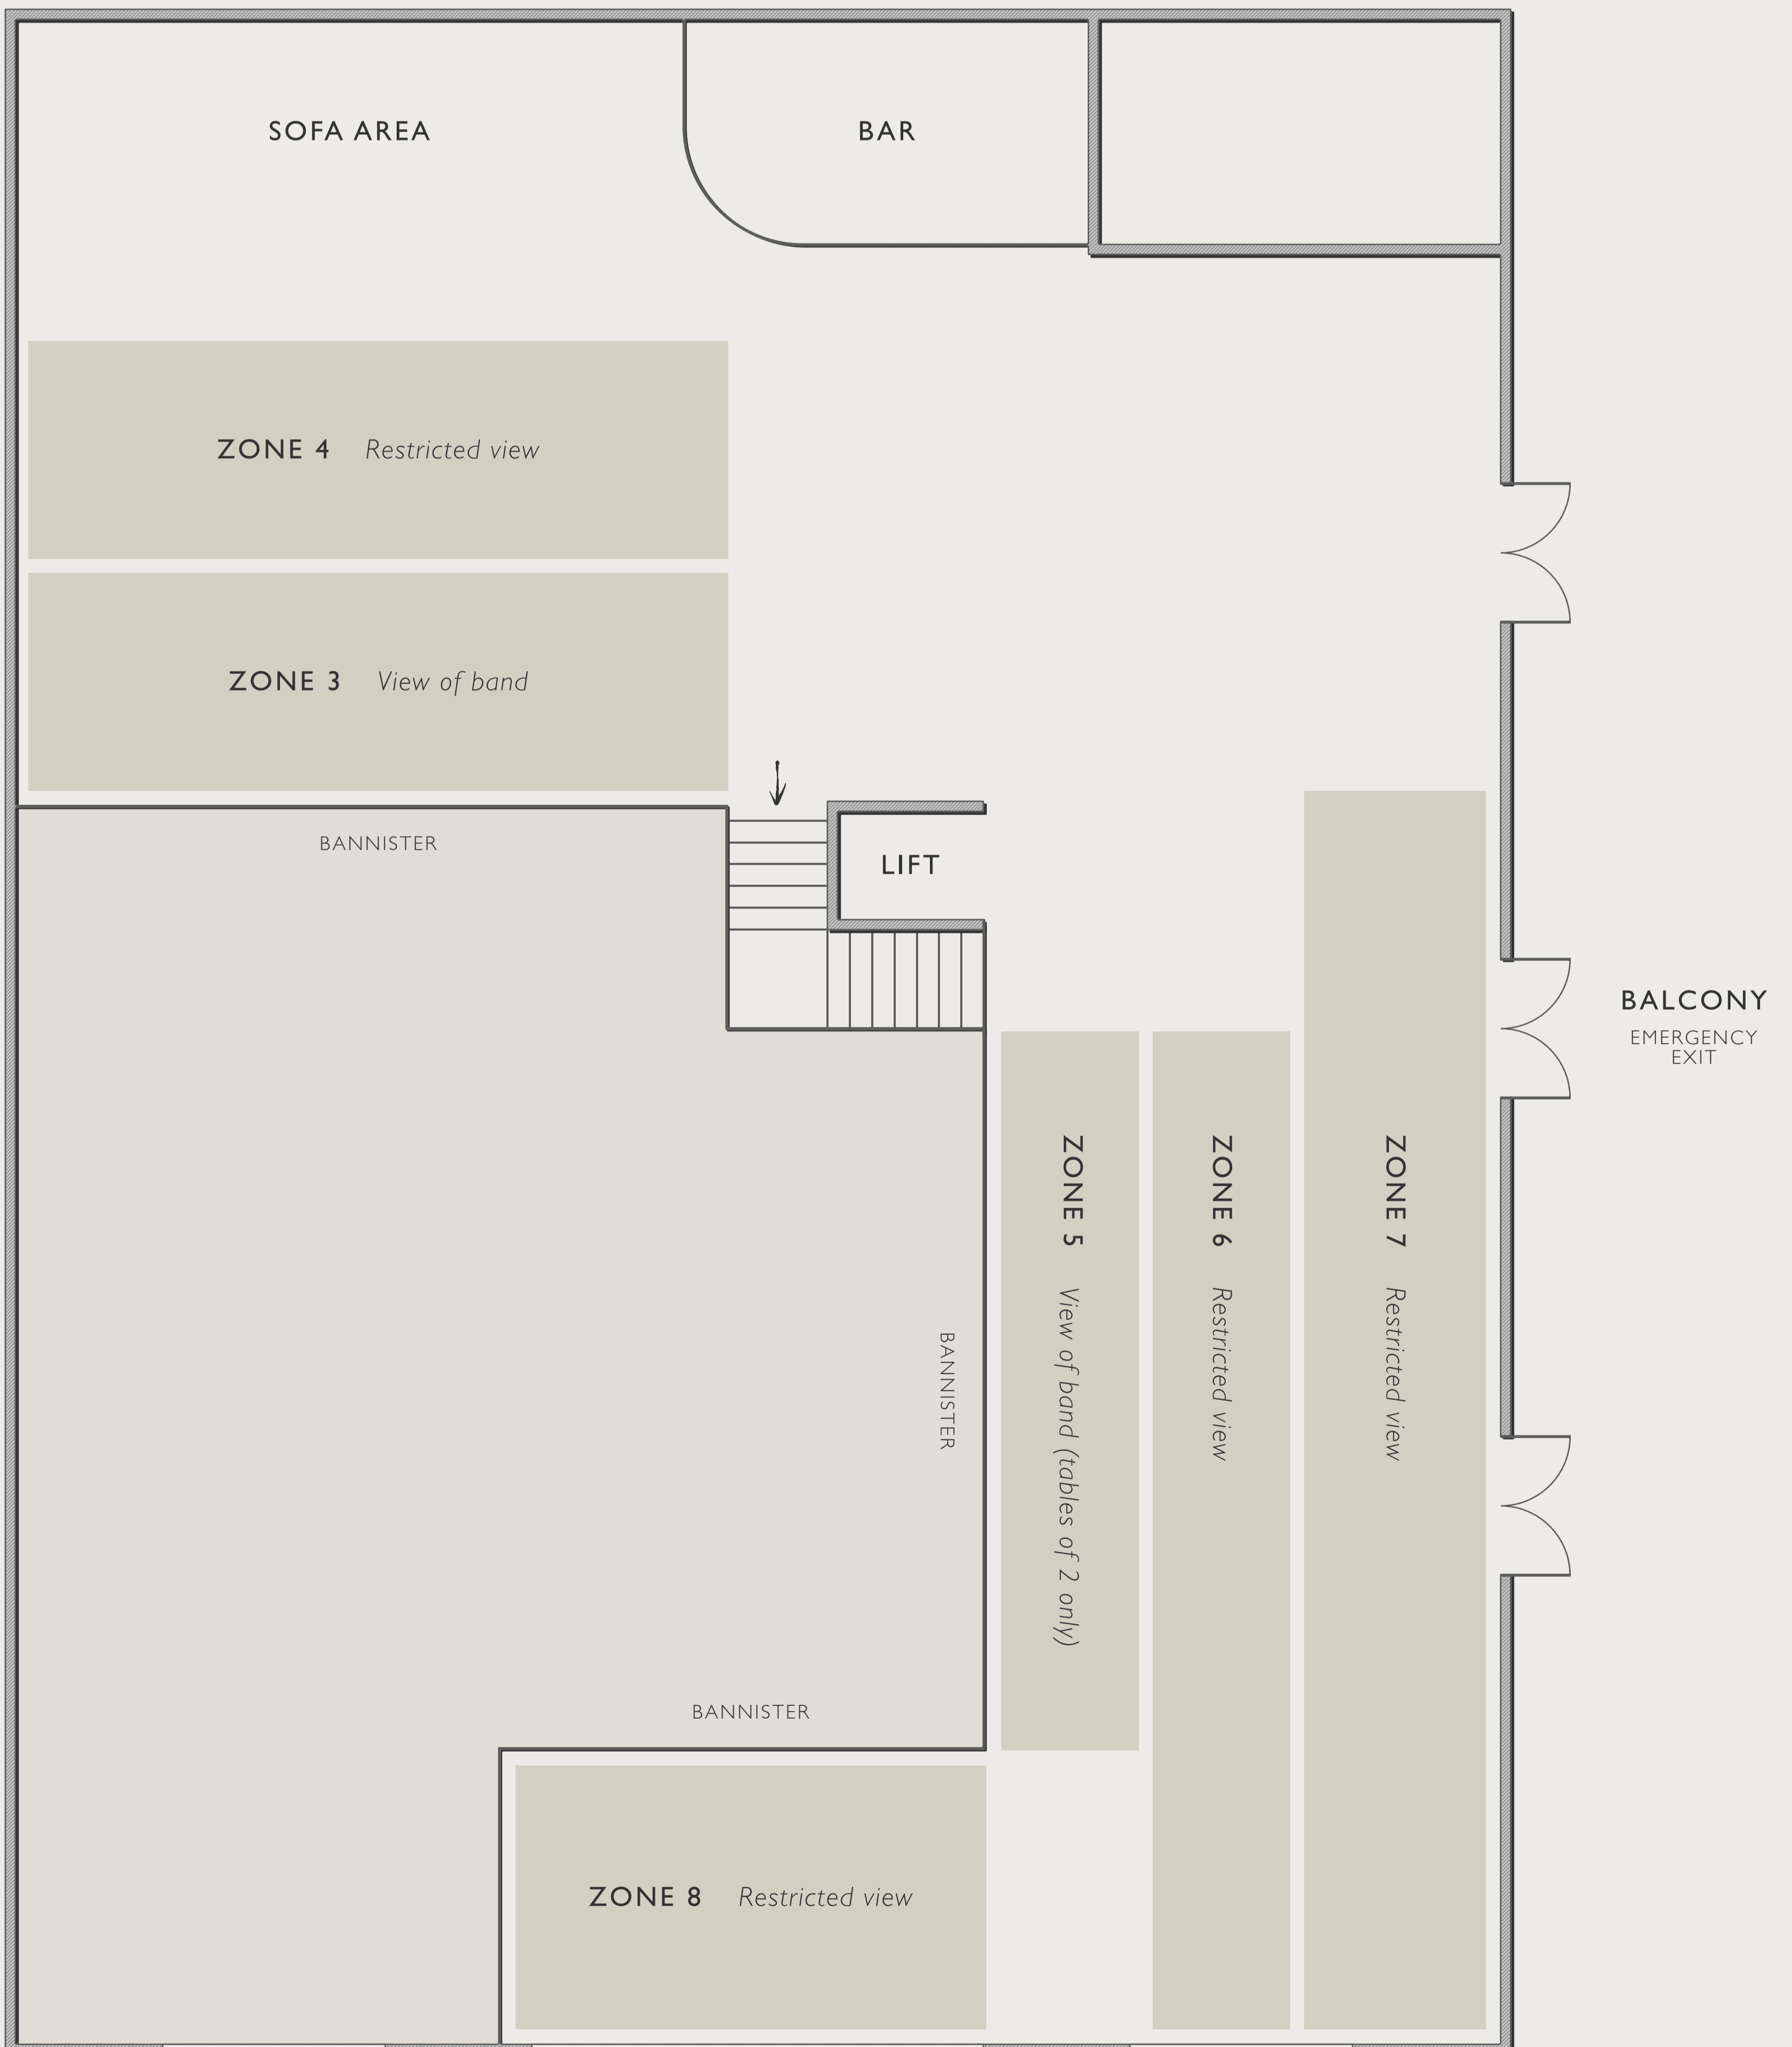 SOFA AREA
BAR
ZONE 4 Restricted view
ZONE 3 View of band
BANNISTER
LIFT
BALCONY
EMERGENCY
EXIT
ZONE 5 View of band (tables of 2 only)
ZONE 6 Restricted view
ZONE 7 Restricted view
BANNISTER
BANNISTER
ZONE 8 Restricted view